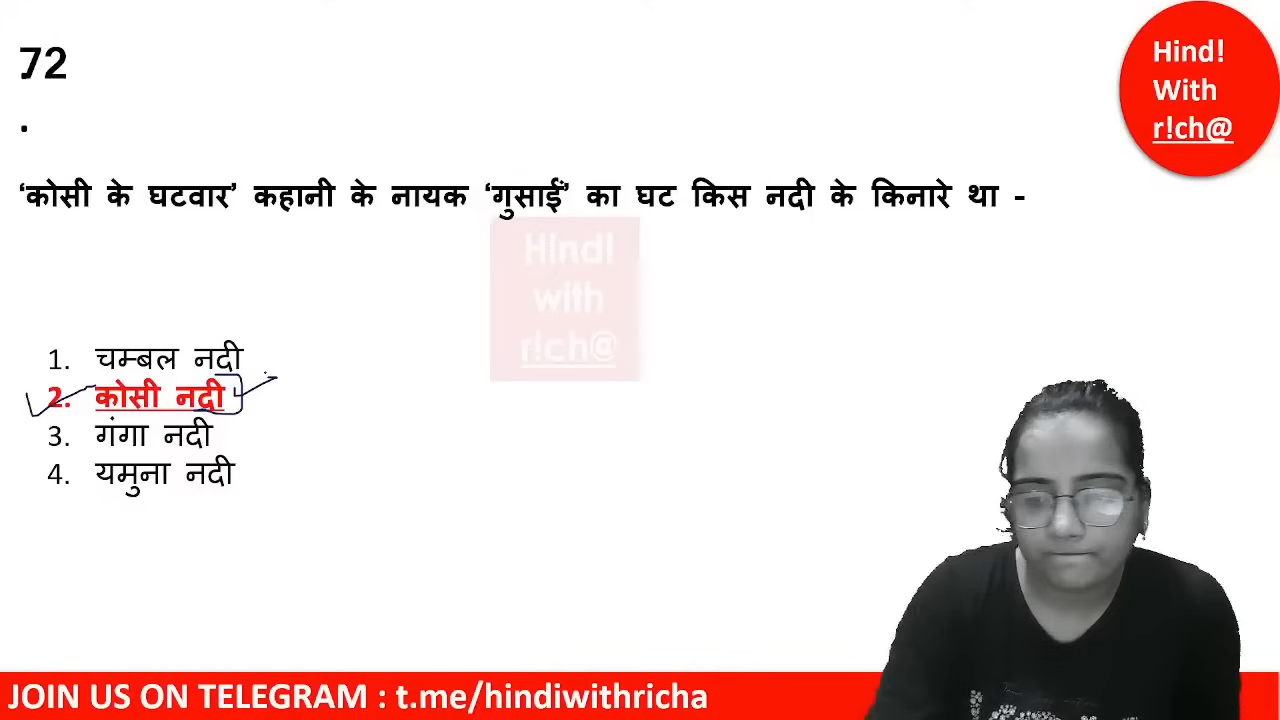 72
.
Hind!
With
r!ch@
‘कोसी के घटवार’ कहानी के नायक ‘गुसाईं’ का घट किस नदी के किनारे था -
H!nd!
with
r!ch@
1. चम्बल नदी
2. कोसी नदी
3. गंगा नदी
4. यमुना नदी
JOIN US ON TELEGRAM : t.me/hindiwithricha